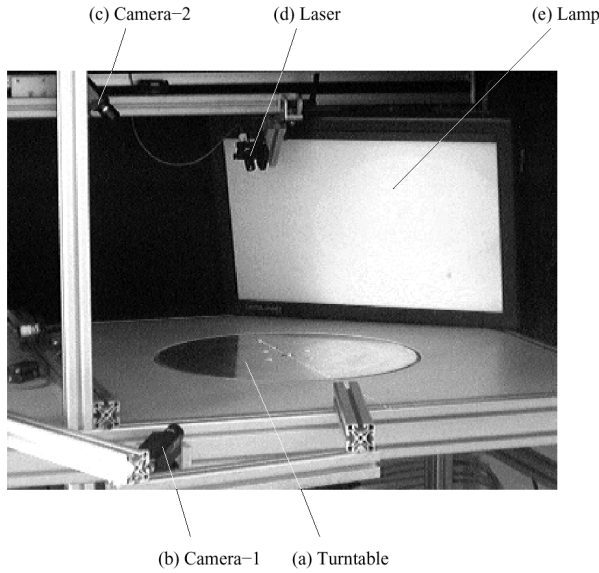 (c) Camera−2
(d) Laser
(e) Lamp
(b) Camera−1
(a) Turntable